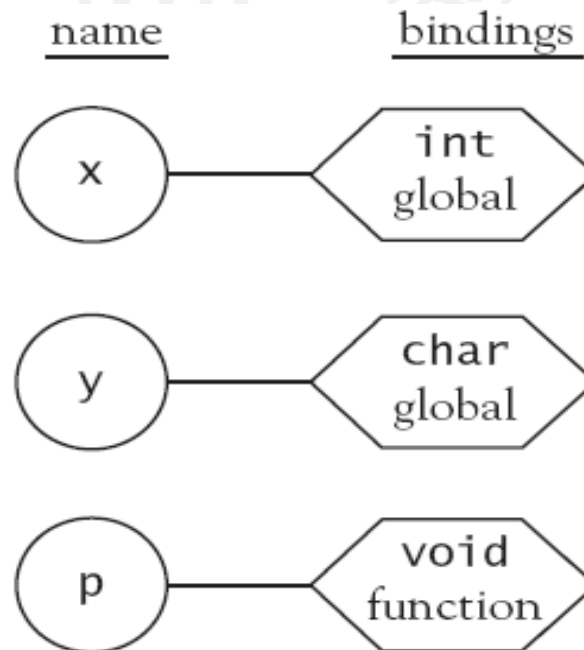 name bindings
x int
global
y char
global
p void
function